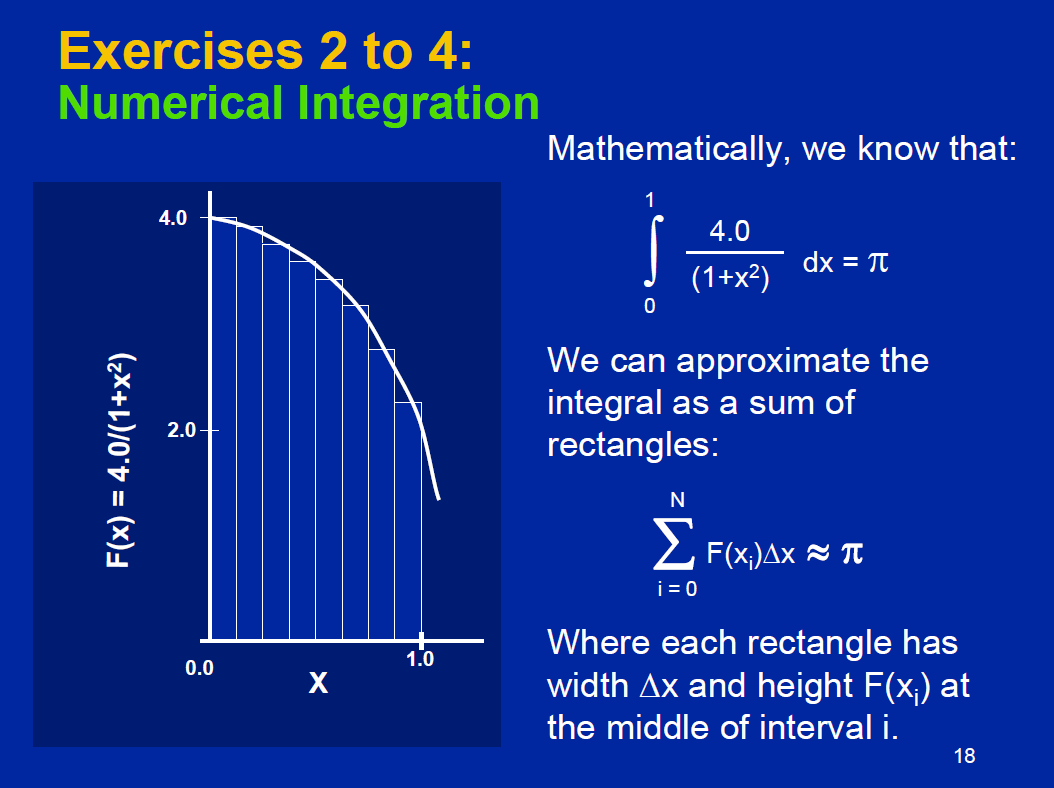 Exercises 2 to 4:
Numerical Integration
Mathematically, we know that:
1
∫ 4.0
(1+x²) dx = π
0
We can approximate the
integral as a sum of
rectangles:
N
∑ F(xᵢ)Δx ≈ π
i = 0
Where each rectangle has
width Δx and height F(xᵢ) at
the middle of interval i.
4.0
2.0
F(x) = 4.0/(1+x²)
0.0
1.0
X
18